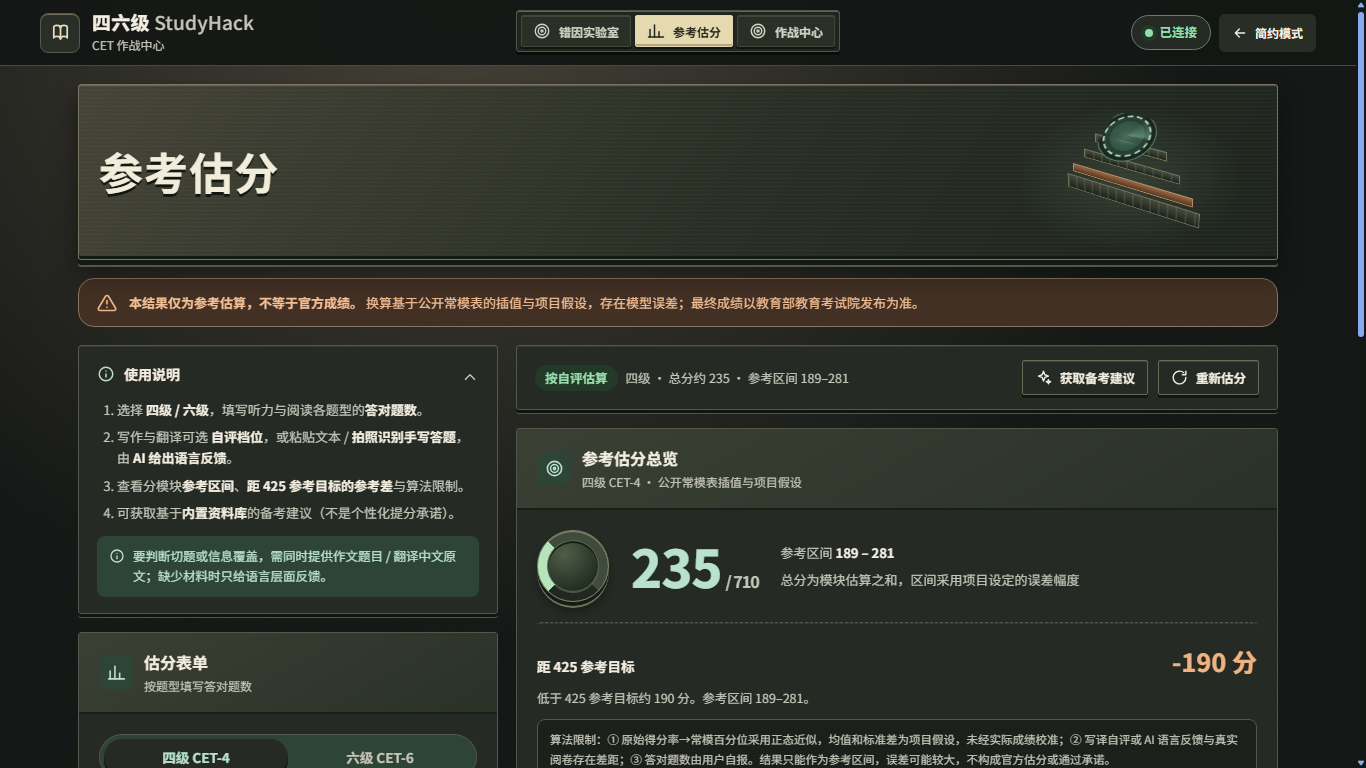 四六级 StudyHack
CET 作战中心
错因实验室
参考估分
作战中心
已连接
简约模式
参考估分
本结果仅为参考估算，不等于官方成绩。 换算基于公开常模表的插值与项目假设，存在模型误差；最终成绩以教育部教育考试院发布为准。
使用说明
1. 选择 四级 / 六级，填写听力与阅读各题型的答对题数。
2. 写作与翻译可选 自评档位，或粘贴文本 / 拍照识别手写答题，
由 AI 给出语言反馈。
3. 查看分模块参考区间、距 425 参考目标的参考差与算法限制。
4. 可获取基于内置资料库的备考建议（不是个性化提分承诺）。
要判断切题或信息覆盖，需同时提供作文题目 / 翻译中文原
文；缺少材料时只给语言层面反馈。
估分表单
按题型填写答对题数
四级 CET-4
六级 CET-6
按自评估算
四级 · 总分约 235 · 参考区间 189–281
获取备考建议
重新估分
参考估分总览
四级 CET-4 · 公开常模表插值与项目假设
235 / 710
参考区间 189 – 281
总分为模块估算之和，区间采用项目设定的误差幅度
距 425 参考目标
-190 分
低于 425 参考目标约 190 分。参考区间 189–281。
算法限制：① 原始得分率→常模百分位采用正态近似，均值和标准差为项目假设，未经实际成绩校准；② 写译自评或 AI 语言反馈与真实
阅卷存在差距；③ 答对题数由用户自报。结果只能作为参考区间，误差可能较大，不构成官方估分或通过承诺。